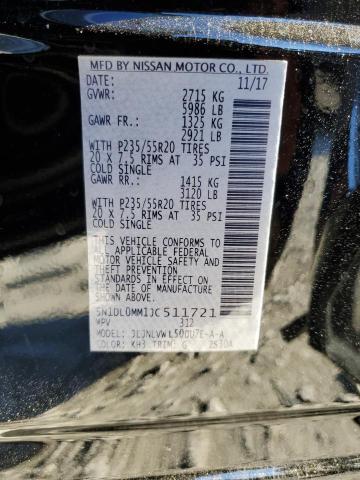 MFD BY NISSAN MOTOR CO., LTD.
DATE: 11/17
GVWR: 2715 KG
5986 LB
GAWR FR.: 1325 KG
2921 LB
WITH P235/55R20 TIRES
20 X 7.5 RIMS AT 35 PSI
COLD SINGLE
GAWR RR.: 1415 KG
3120 LB
WITH P235/55R20 TIRES
20 X 7.5 RIMS AT 35 PSI
COLD SINGLE
THIS VEHICLE CONFORMS TO
ALL APPLICABLE FEDERAL
MOTOR VEHICLE SAFETY AND
THEFT PREVENTION
STANDARDS IN EFFECT ON
THE DATE OF MANUFACTURE
SHOWN ABOVE.
5N1DL0MM1JC511721
MPV 312
MODEL:
COLOR: KH3 TRIM: G 2530A